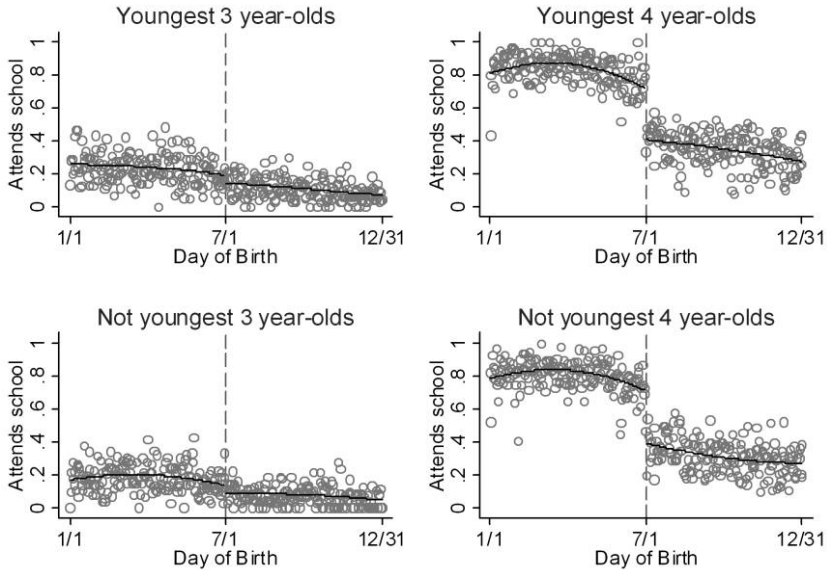 Youngest 3 year-olds
Attends school
0 .2 .4 .6 .8 1
1/1 7/1 12/31
Day of Birth
Youngest 4 year-olds
Attends school
0 .2 .4 .6 .8 1
1/1 7/1 12/31
Day of Birth
Not youngest 3 year-olds
Attends school
0 .2 .4 .6 .8 1
1/1 7/1 12/31
Day of Birth
Not youngest 4 year-olds
Attends school
0 .2 .4 .6 .8 1
1/1 7/1 12/31
Day of Birth